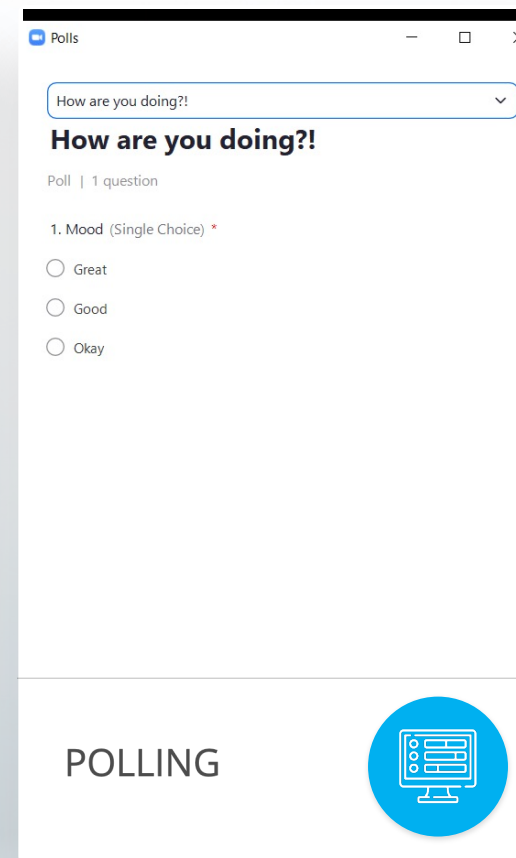 Polls
How are you doing?!
How are you doing?!
Poll | 1 question
1. Mood (Single Choice) *
Great
Good
Okay
POLLING